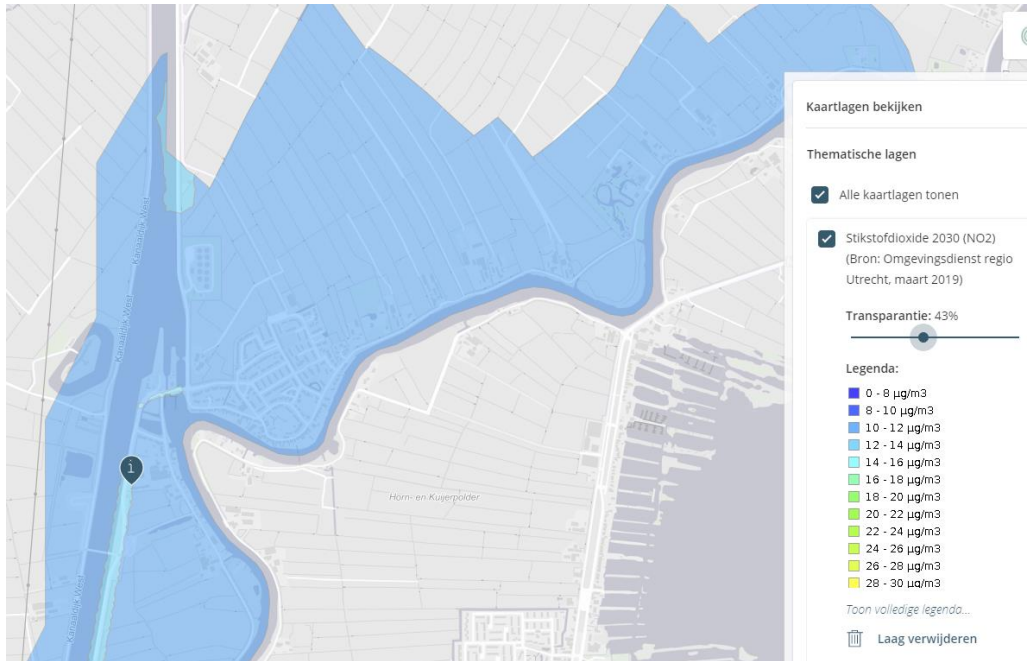 Kaartlagen bekijken
Thematische lagen
Alle kaartlagen tonen
Stikstofdioxide 2030 (NO2)
(Bron: Omgevingsdienst regio
Utrecht, maart 2019)
Transparantie: 43%
Legenda:
0 - 8 µg/m3
8 - 10 µg/m3
10 - 12 µg/m3
12 - 14 µg/m3
14 - 16 µg/m3
16 - 18 µg/m3
18 - 20 µg/m3
20 - 22 µg/m3
22 - 24 µg/m3
24 - 26 µg/m3
26 - 28 µg/m3
28 - 30 µg/m3
Toon volledige legenda...
Laag verwijderen
Kanaaldijk West
Kanaaldijk West
Kanaaldijk West
i
Horn- en Kuijerpolder